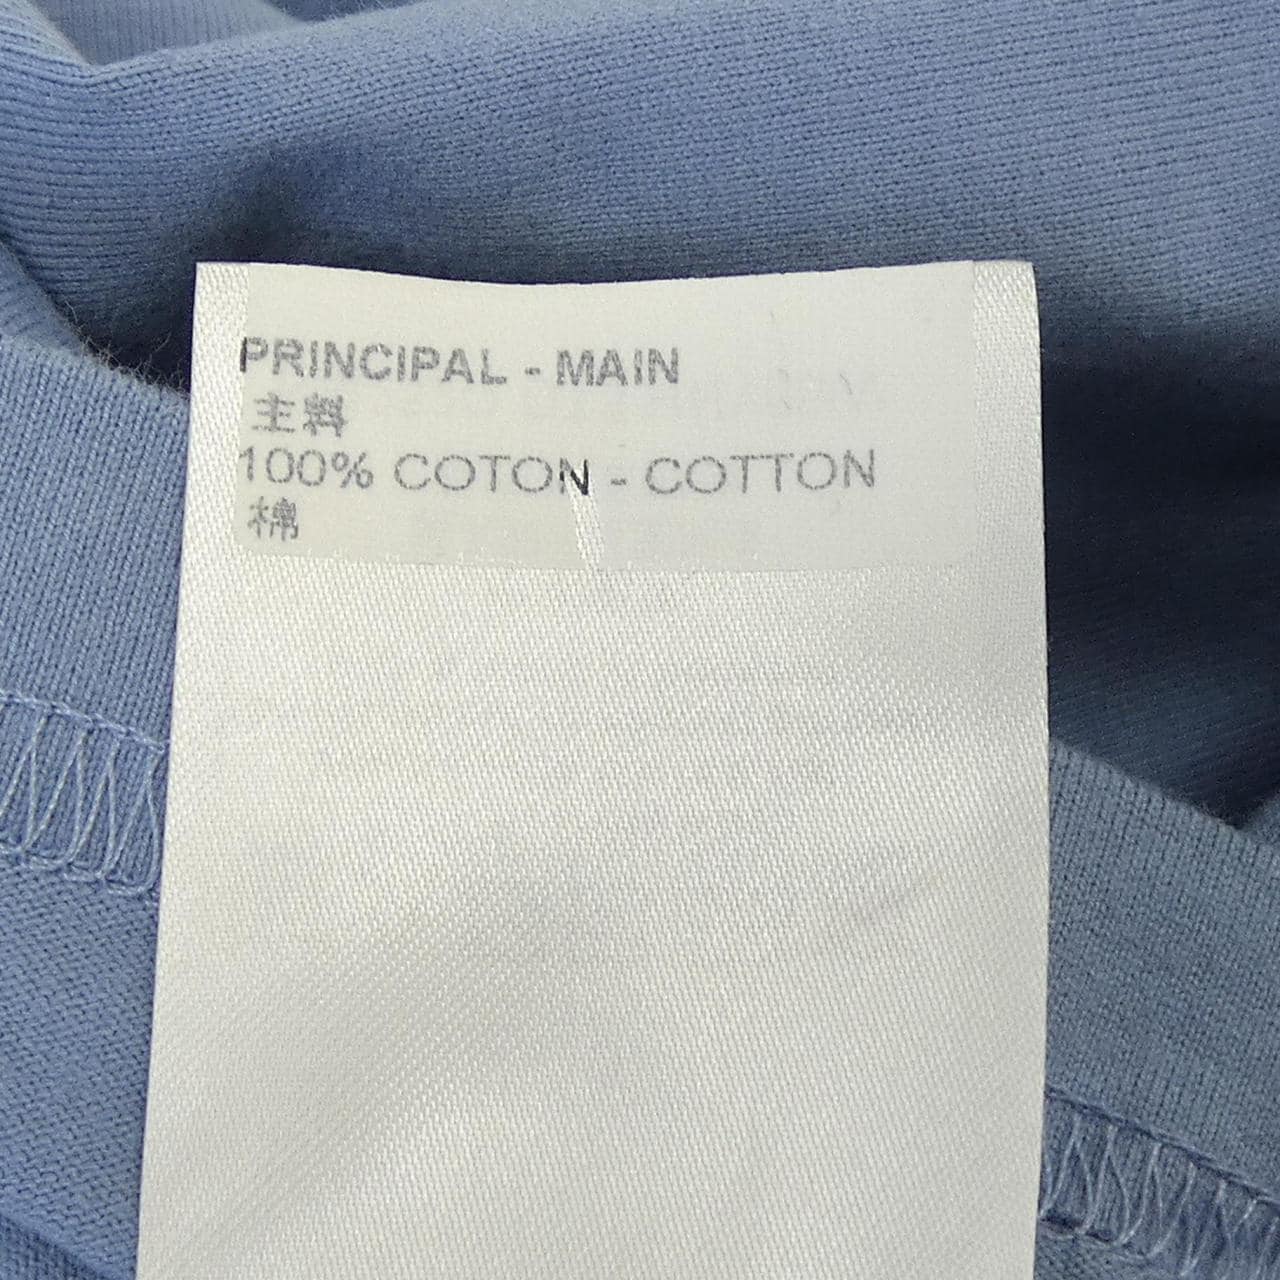 PRINCIPAL - MAIN
主料
100% COTON - COTTON
棉